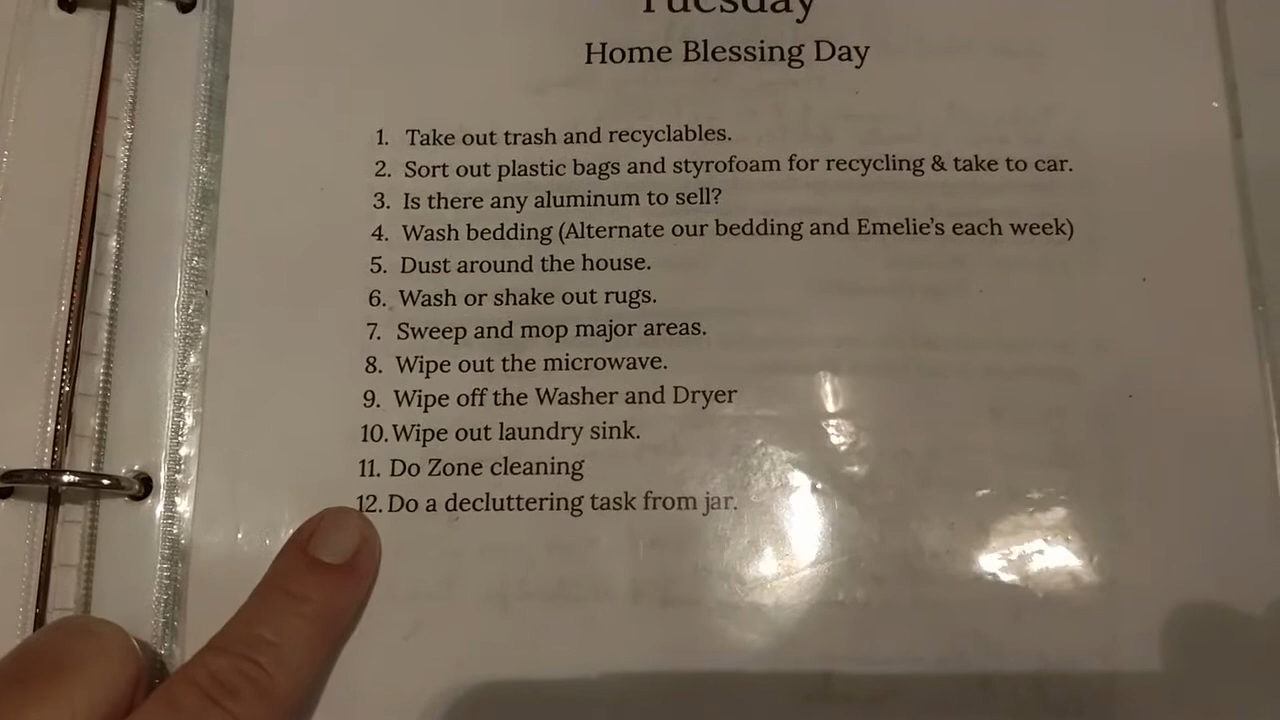 Tuesday
Home Blessing Day
1. Take out trash and recyclables.
2. Sort out plastic bags and styrofoam for recycling & take to car.
3. Is there any aluminum to sell?
4. Wash bedding (Alternate our bedding and Emelie's each week)
5. Dust around the house.
6. Wash or shake out rugs.
7. Sweep and mop major areas.
8. Wipe out the microwave.
9. Wipe off the Washer and Dryer
10. Wipe out laundry sink.
11. Do Zone cleaning
12. Do a decluttering task from jar.